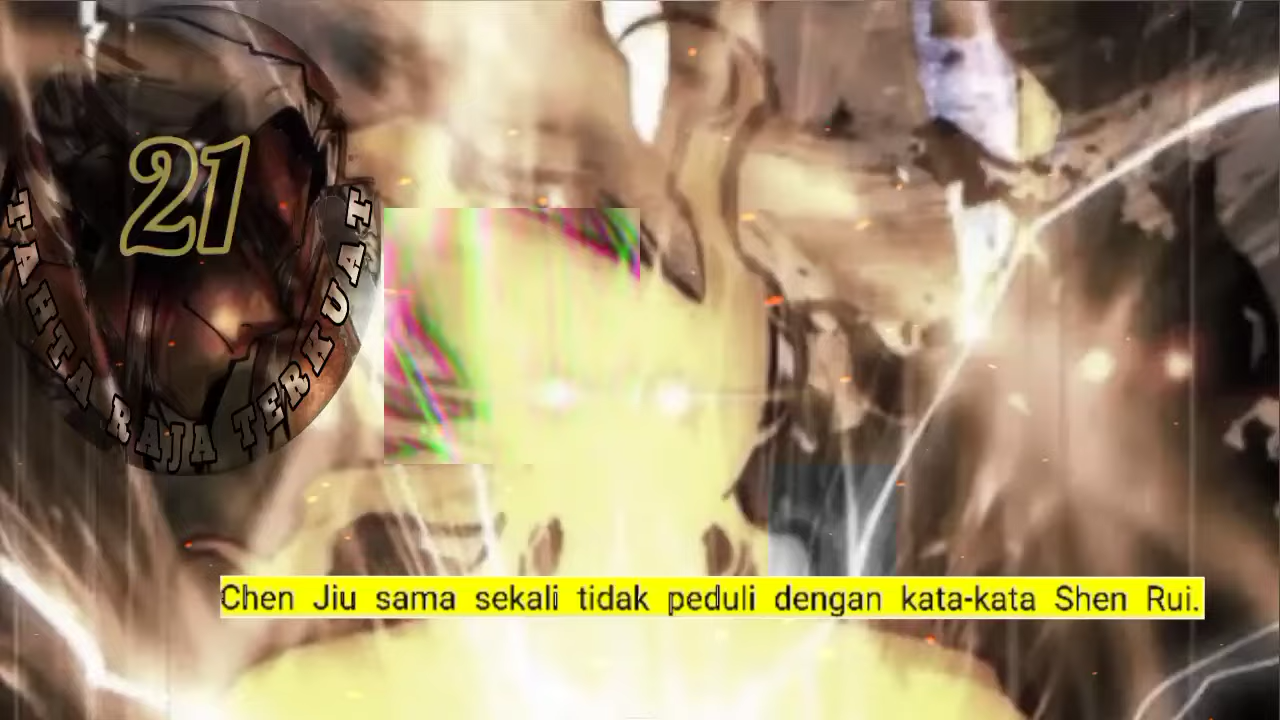 21
TAHTA RAJA TERKUAT
Chen Jiu sama sekali tidak peduli dengan kata-kata Shen Rui.